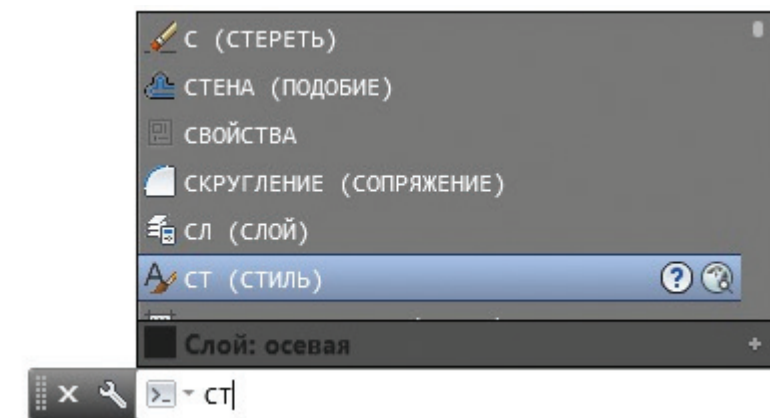 С (СТЕРЕТЬ)
СТЕНА (ПОДОБИЕ)
СВОЙСТВА
СКРУГЛЕНИЕ (СОПРЯЖЕНИЕ)
СЛ (СЛОЙ)
СТ (СТИЛЬ)
Слой: осевая
СТ